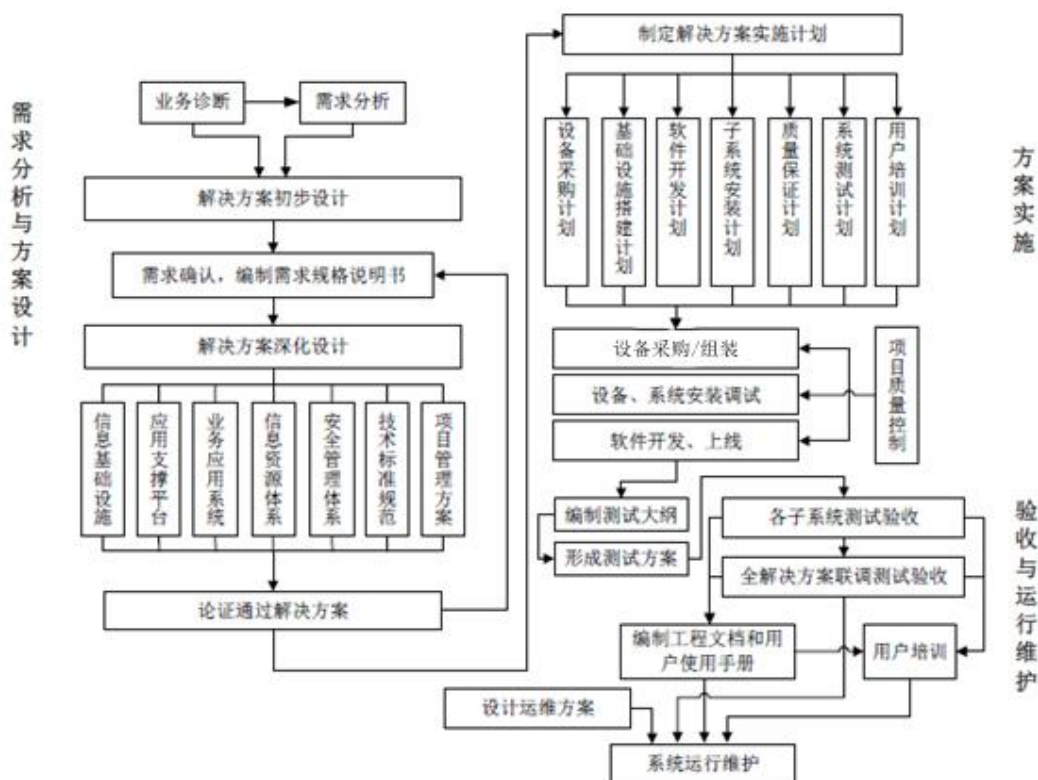 需求分析与方案设计
业务诊断
需求分析
解决方案初步设计
需求确认，编制需求规格说明书
解决方案深化设计
信息基础设施
应用支撑平台
业务应用系统
信息资源体系
安全管理体系
技术标准规范
项目管理方案
论证通过解决方案
制定解决方案实施计划
设备采购计划
基础设施搭建计划
软件开发计划
子系统安装计划
质量保证计划
系统测试计划
用户培训计划
方案实施
设备采购/组装
设备、系统安装调试
软件开发、上线
项目质量控制
编制测试大纲
形成测试方案
各子系统测试验收
全解决方案联调测试验收
编制工程文档和用
户使用手册
用户培训
设计运维方案
系统运行维护
验收与运行维护